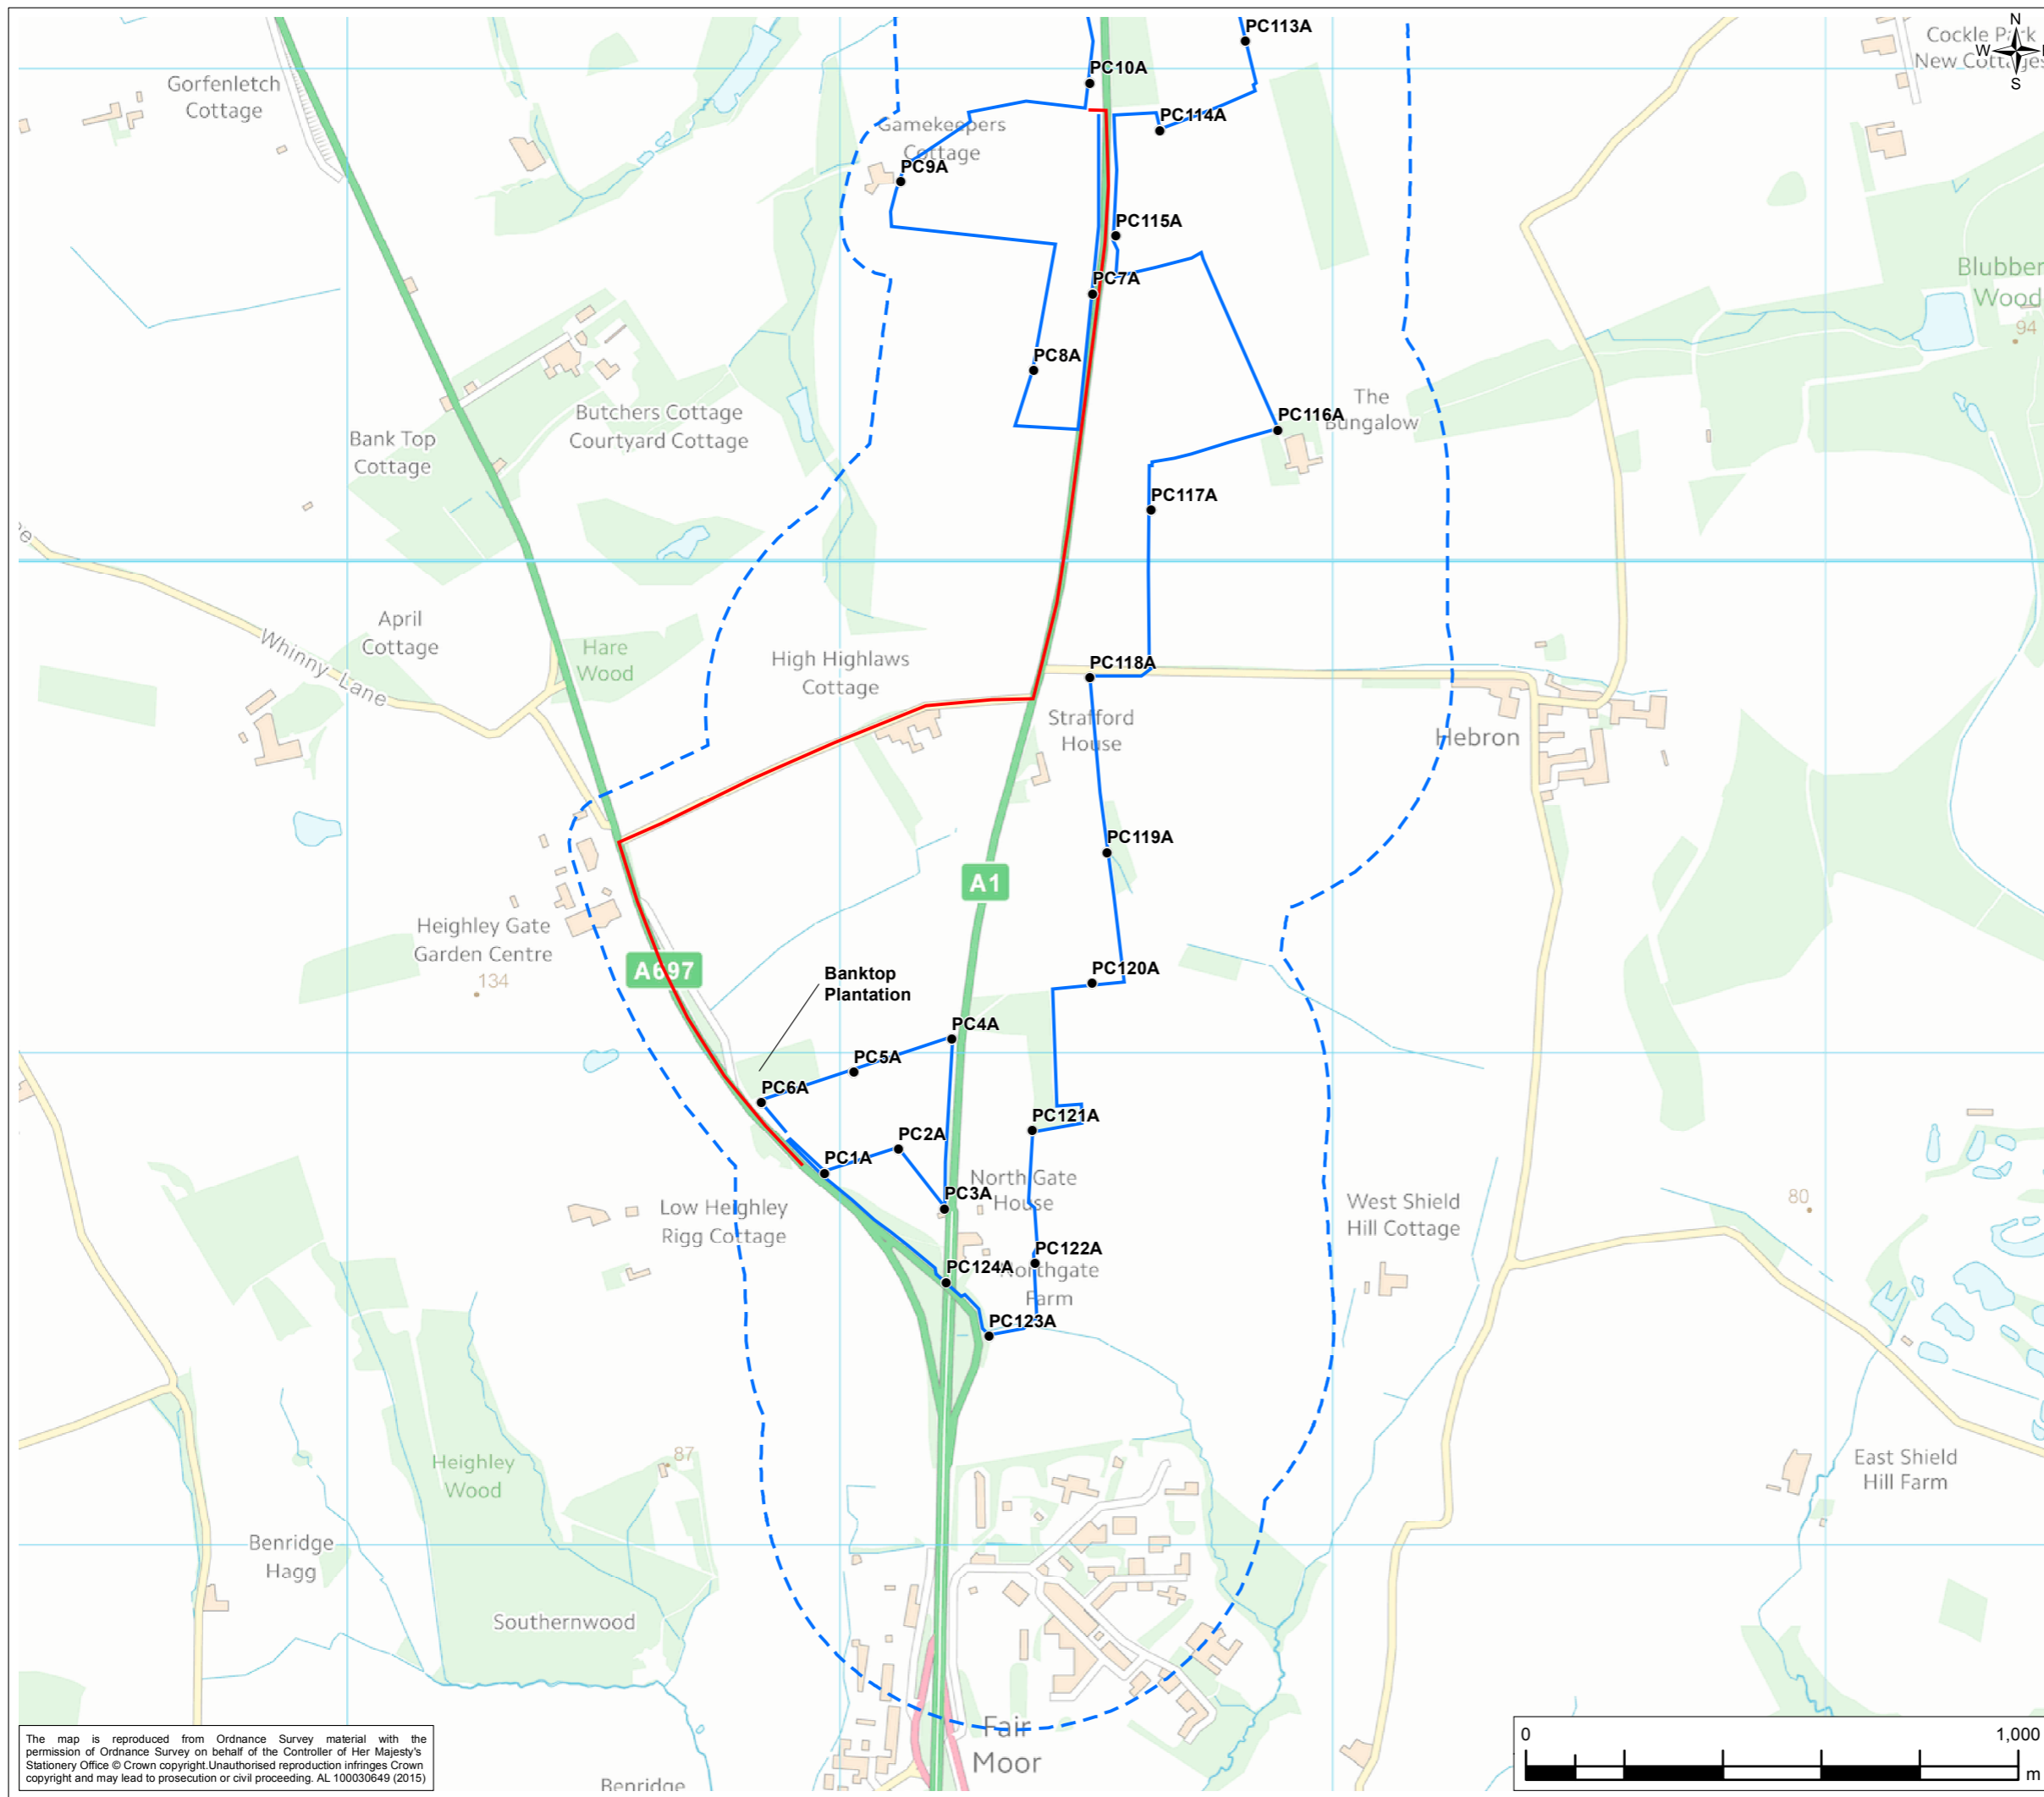 PC113A
Cockle Park
New Cottages
N
W
S
PC10A
Gorfenletch
Cottage
PC114A
Gamekeepers
Cottage
PC9A
PC115A
Blubber
Wood
94
PC7A
PC8A
The
Bungalow
Butchers Cottage
Courtyard Cottage
PC116A
Bank Top
Cottage
PC117A
April
Cottage
Whinny Lane
Hare
Wood
High Highlaws
Cottage
PC118A
Strafford
House
Hebron
PC119A
A1
Heighley Gate
Garden Centre
134
A697
Banktop
Plantation
PC120A
PC4A
PC5A
PC6A
PC121A
PC2A
PC1A
North Gate
House
PC3A
Low Heighley
Rigg Cottage
West Shield
Hill Cottage
80
PC122A
Northgate
Farm
PC124A
PC123A
Heighley
Wood
87
East Shield
Hill Farm
Benridge
Hagg
Southernwood
Fair
Moor
Benridge
The map is reproduced from Ordnance Survey material with the
permission of Ordnance Survey on behalf of the Controller of Her Majesty's
Stationery Office © Crown copyright.Unauthorised reproduction infringes Crown
copyright and may lead to prosecution or civil proceeding. AL 100030649 (2015)
0 1,000
m